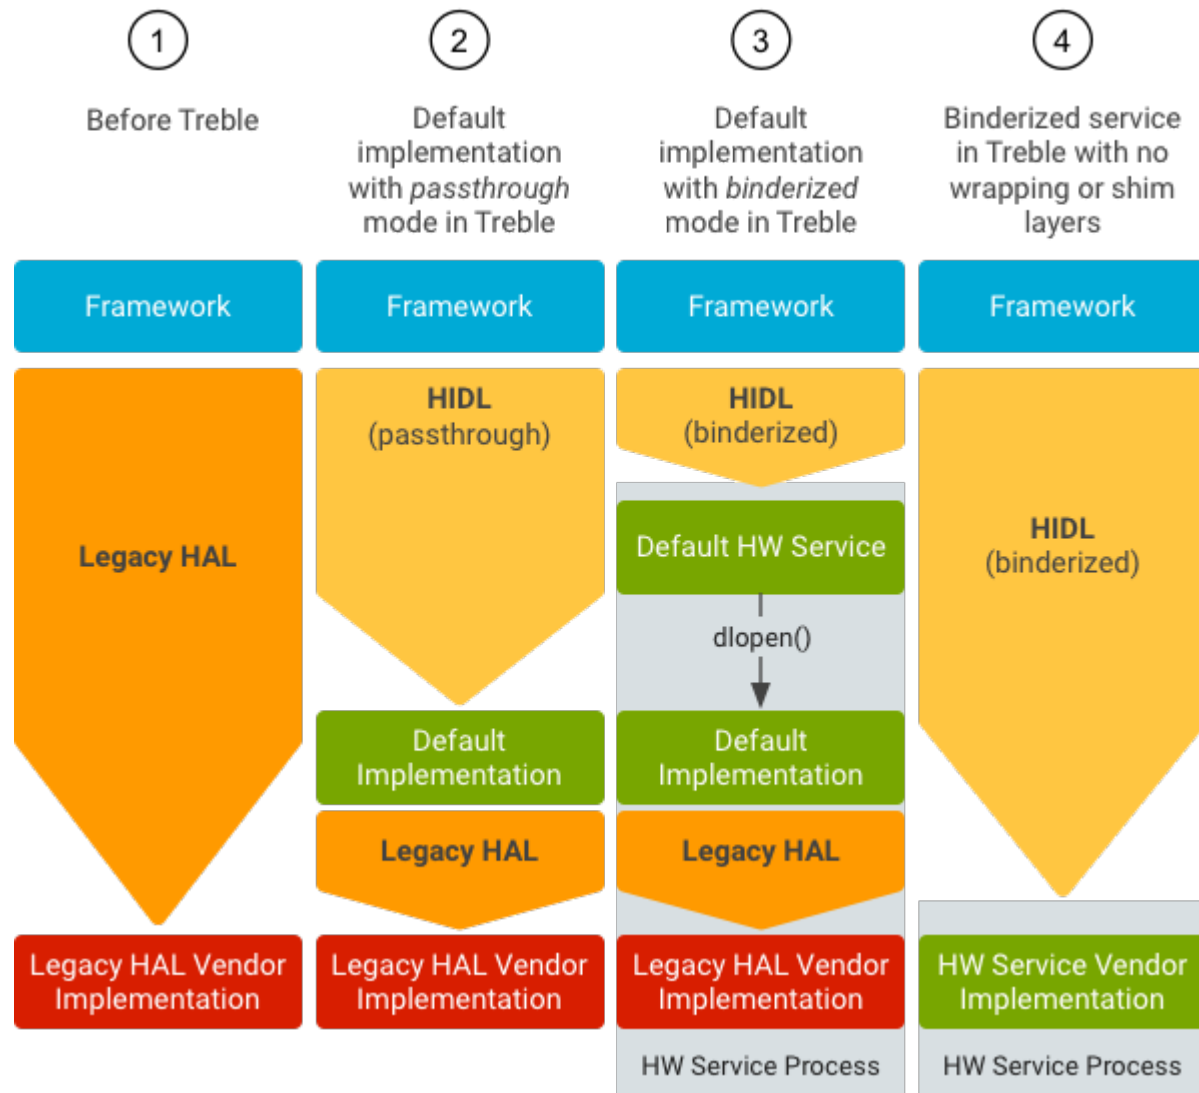 1
Before Treble
Framework
Legacy HAL
Legacy HAL Vendor
Implementation
2
Default
implementation
with passthrough
mode in Treble
Framework
HIDL
(passthrough)
Default
Implementation
Legacy HAL
Legacy HAL Vendor
Implementation
3
Default
implementation
with binderized
mode in Treble
Framework
HIDL
(binderized)
Default HW Service
dlopen()
Default
Implementation
Legacy HAL
Legacy HAL Vendor
Implementation
HW Service Process
4
Binderized service
in Treble with no
wrapping or shim
layers
Framework
HIDL
(binderized)
HW Service Vendor
Implementation
HW Service Process